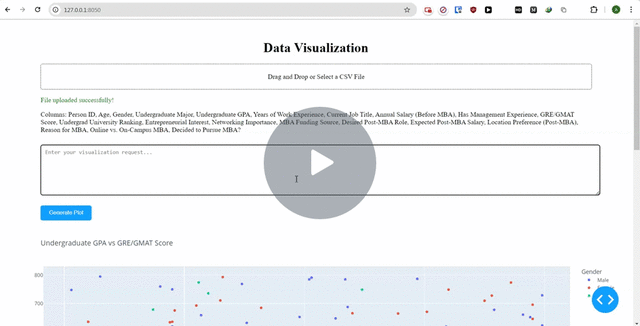 127.0.0.1:8050
Data Visualization
Drag and Drop or Select a CSV File
File uploaded successfully!
Columns: Person ID, Age, Gender, Undergraduate Major, Undergraduate GPA, Years of Work Experience, Current Job Title, Annual Salary (Before MBA), Has Management Experience, GRE/GMAT
Score, Undergrad University Ranking, Entrepreneurial Interest, Networking Importance, MBA Funding Source, Desired Post-MBA Role, Expected Post-MBA Salary, Location Preference (Post-MBA),
Reason for MBA, Online vs. On-Campus MBA, Decided to Pursue MBA?
Enter your visualization request...
Generate Plot
Undergraduate GPA vs GRE/GMAT Score
Gender
800
Male
700